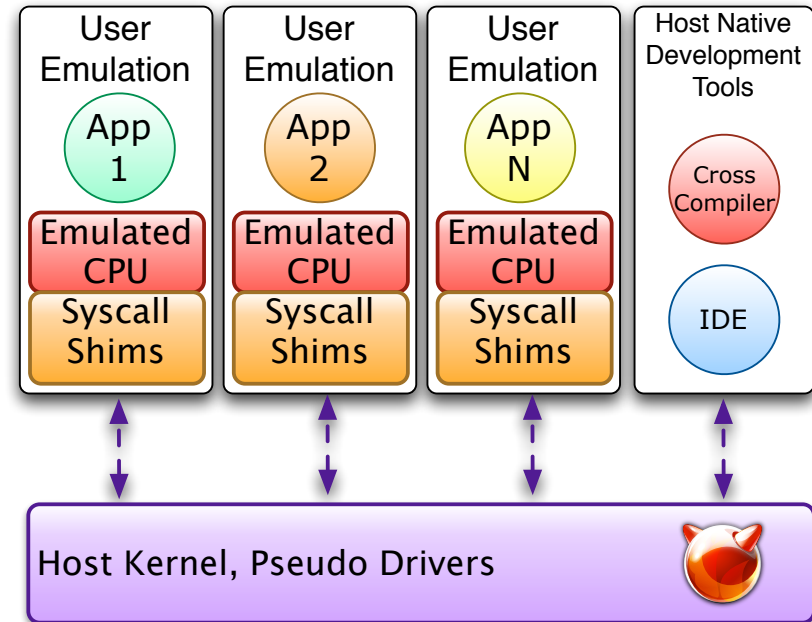 User
Emulation
App
1
Emulated
CPU
Syscall
Shims
User
Emulation
App
2
Emulated
CPU
Syscall
Shims
User
Emulation
App
N
Emulated
CPU
Syscall
Shims
Host Native
Development
Tools
Cross
Compiler
IDE
Host Kernel, Pseudo Drivers